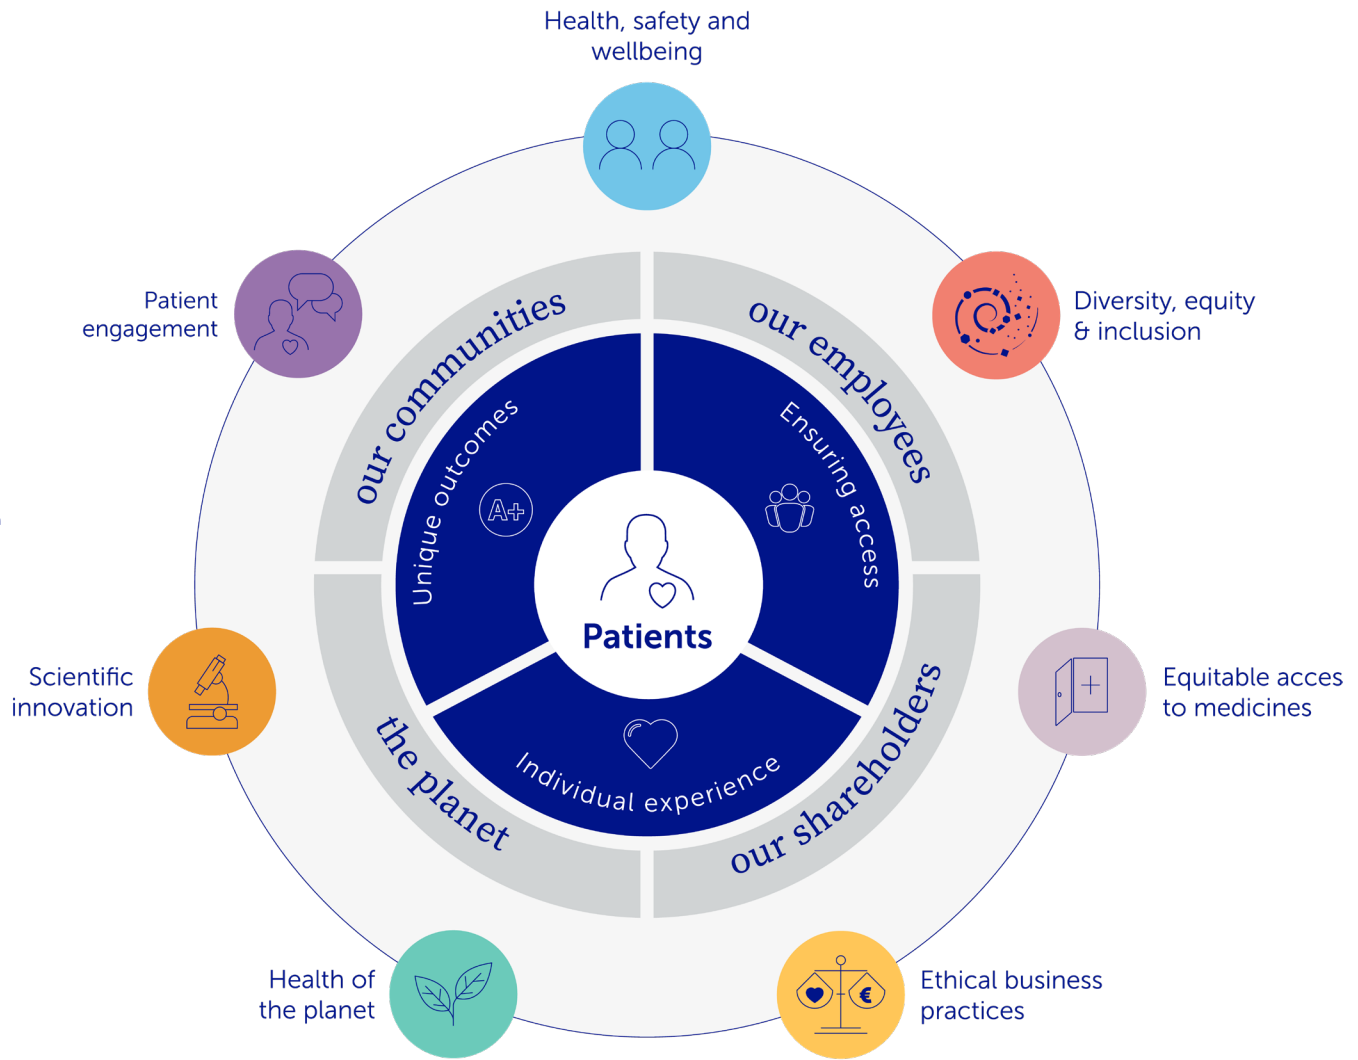 Health, safety and
wellbeing
Patient
engagement
Diversity, equity
& inclusion
our communities
our employees
Unique outcomes
A+
Ensuring access
Patients
Scientific
innovation
Equitable acces
to medicines
the planet
Individual experience
our shareholders
Health of
the planet
€
Ethical business
practices